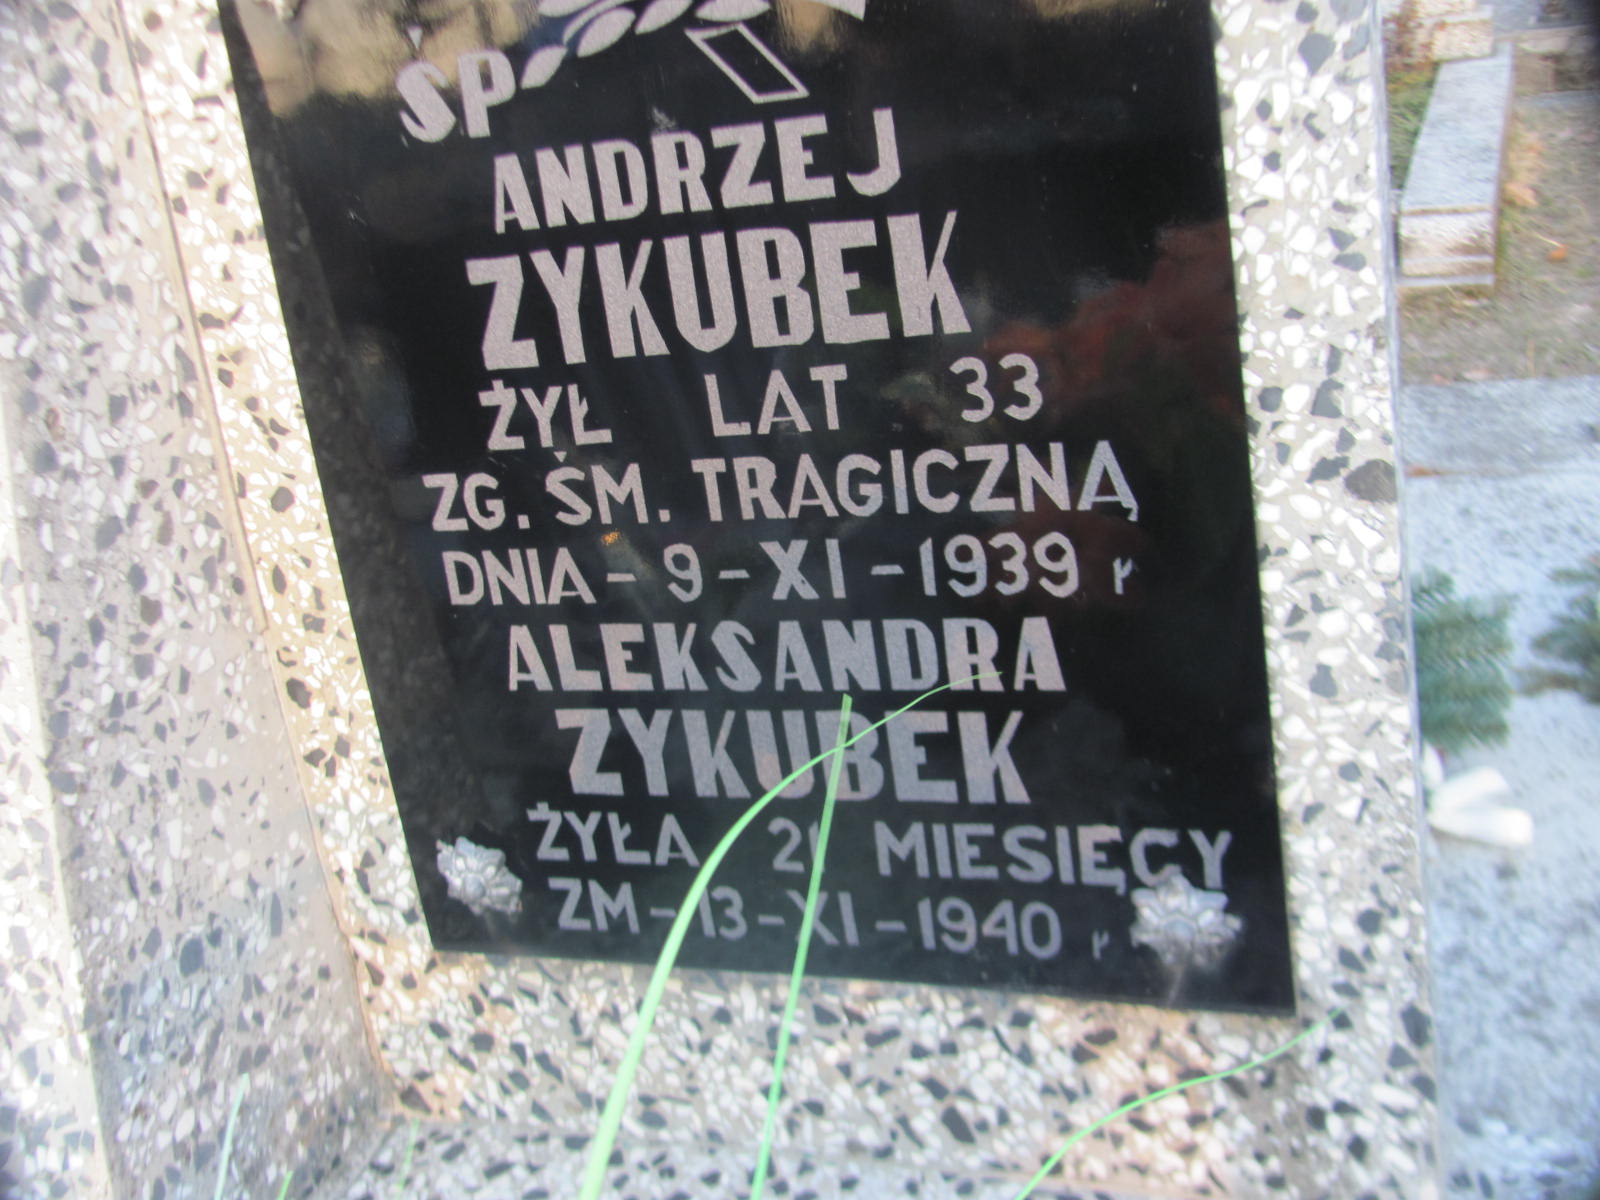 ŚP
ANDRZEJ
ZYKUBEK
ŻYŁ LAT 33
ZG. ŚM. TRAGICZNĄ
DNIA - 9 - XI - 1939 r
ALEKSANDRA
ZYKUBEK
ŻYŁA MIESIĘCY
ZM - 13 - XI - 1940 r